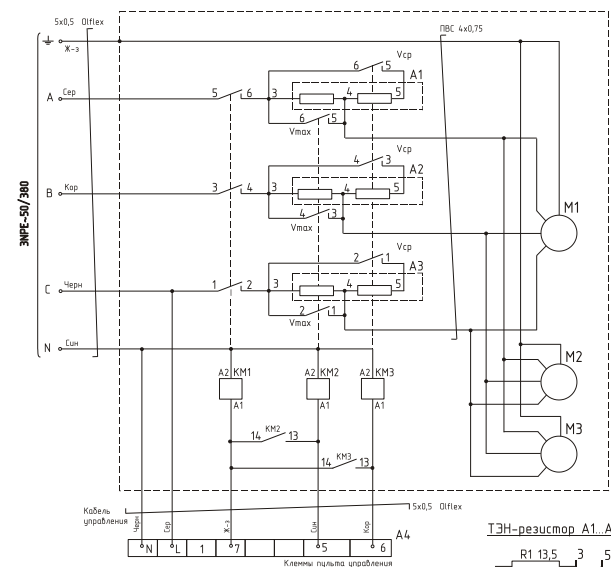 5x0,5 Olflex
ПВС 4x0,75
Ж-з
Vср
6 5
A1
А Сер
5 6 3 4 5
6 5
Vmax
Vср
4 3
A2
В Кор
3 4 3 4 5
4 3
Vmax
M1
3NPE~50/380
Vср
2 1
A3
С Черн
1 2 3 4 5
2 1
Vmax
N Син
M2
A2 KM1 A2 KM2 A2 KM3
A1 A1 A1
M3
14 KM2 13
14 KM3 13
Кабель управления
5x0,5 Olflex
Черн Сер Ж-з Син Кор
A4
N L 1 7 5 6
Клеммы пульта управления
ТЭН-резистор А1...А
R1 13,5 3 5